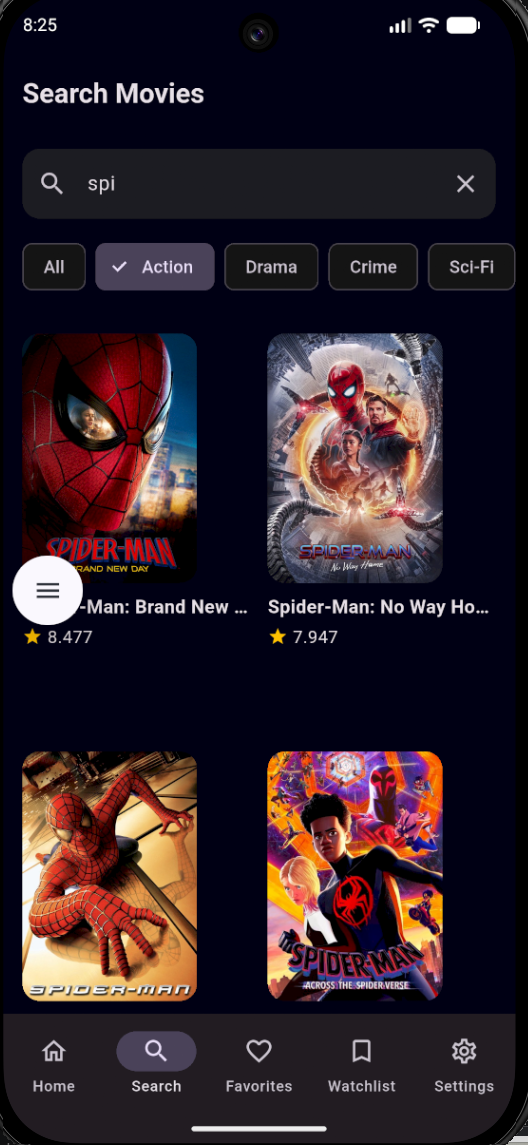 8:25
Search Movies
spi
All
Action
Drama
Crime
Sci-Fi
SPIDER-MAN
BRAND NEW DAY
SPIDER-MAN
No Way Home
-Man: Brand New ...
Spider-Man: No Way Ho...
8.477
7.947
SPIDER-MAN
SPIDER-MAN
ACROSS THE SPIDER-VERSE
Home
Search
Favorites
Watchlist
Settings